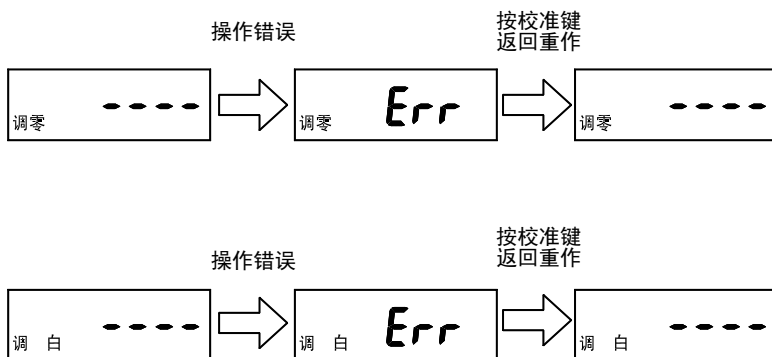 操作错误
按校准键
返回重作
调零 ---- 调零 Err 调零 ----
操作错误
按校准键
返回重作
调 白 ---- 调 白 Err 调 白 ----